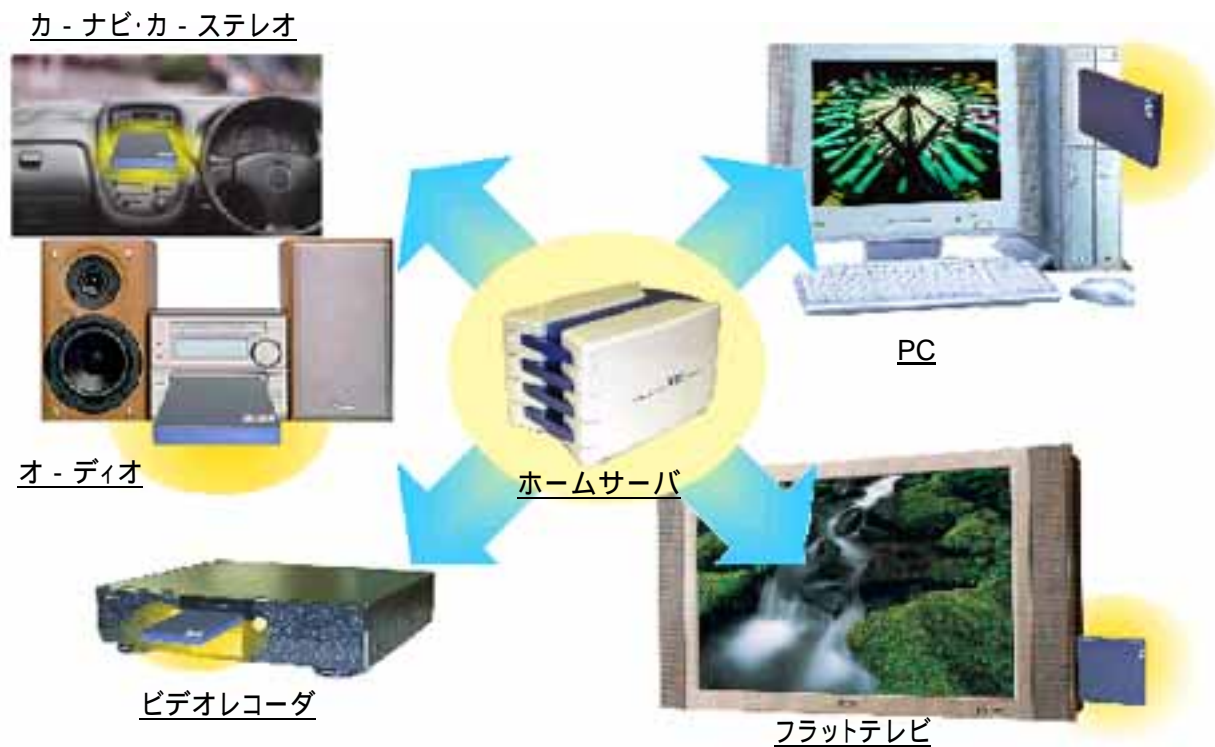 カ - ナビ・カ - ステレオ
PC
オ - ディオ
ホームサーバ
ビデオレコーダ
フラットテレビ